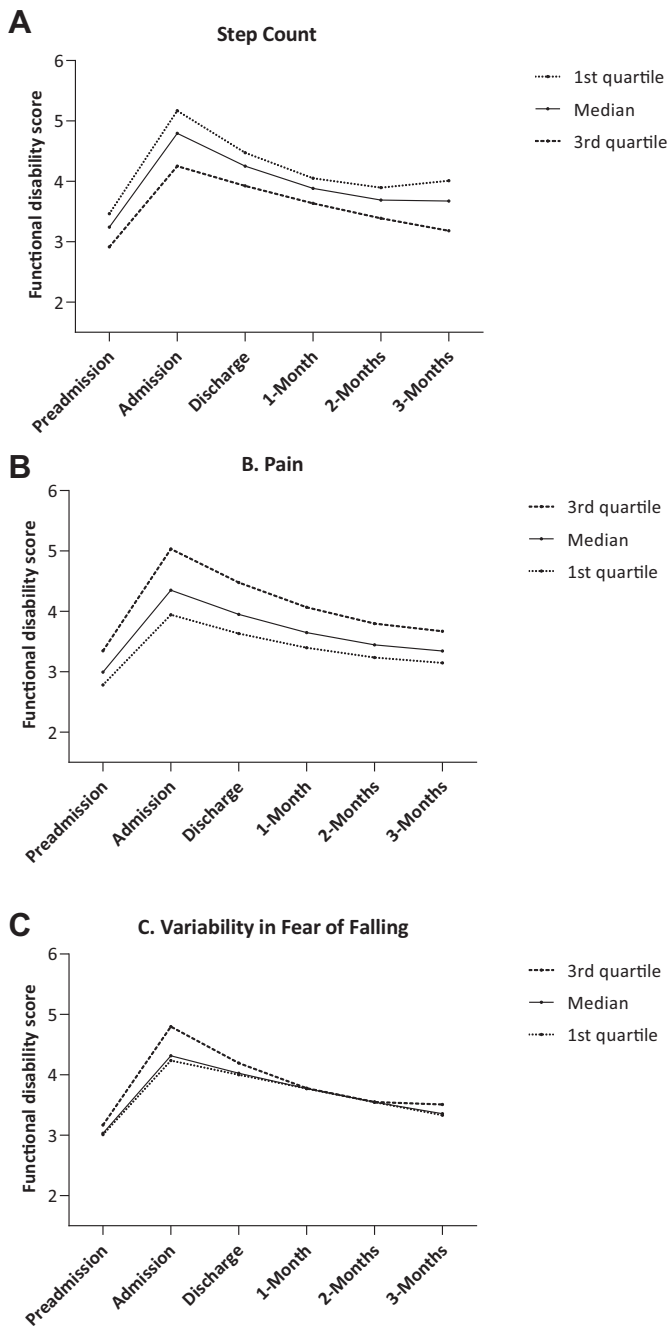 A
Step Count
6
5
4
3
2
Functional disability score
1st quartile
Median
3rd quartile
Preadmission
Admission
Discharge
1-Month
2-Months
3-Months
B
B. Pain
6
5
4
3
2
Functional disability score
3rd quartile
Median
1st quartile
Preadmission
Admission
Discharge
1-Month
2-Months
3-Months
C
C. Variability in Fear of Falling
6
5
4
3
2
Functional disability score
3rd quartile
Median
1st quartile
Preadmission
Admission
Discharge
1-Month
2-Months
3-Months